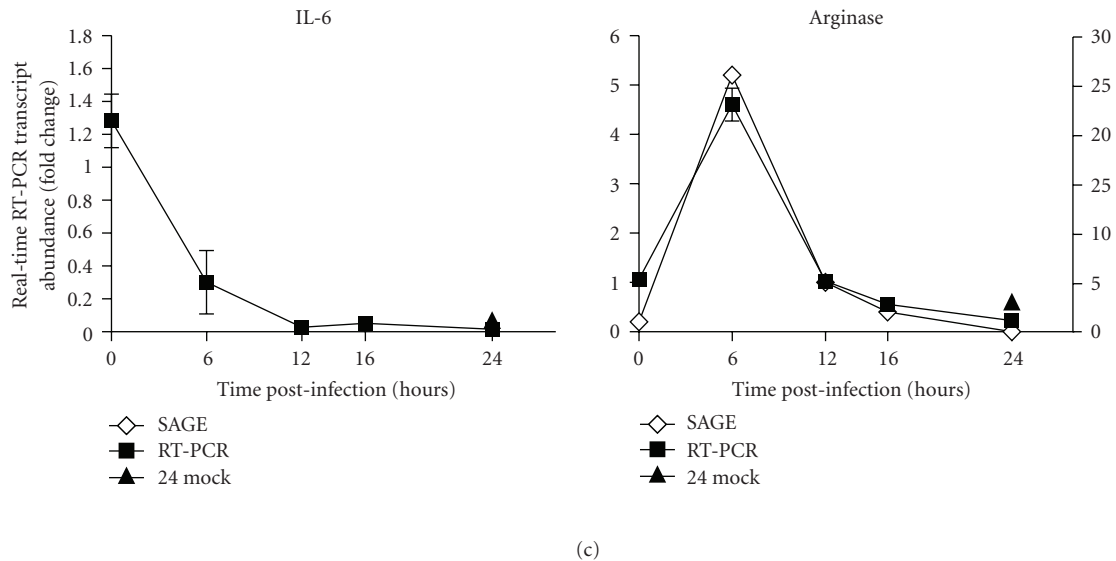 IL-6
Real-time RT-PCR transcript
abundance (fold change)
1.8
1.6
1.4
1.2
1
0.8
0.6
0.4
0.2
0
0 6 12 16 24
Time post-infection (hours)
SAGE
RT-PCR
24 mock
Arginase
6
5
4
3
2
1
0
30
25
20
25
10
5
0
0 6 12 16 24
Time post-infection (hours)
SAGE
RT-PCR
24 mock
(c)